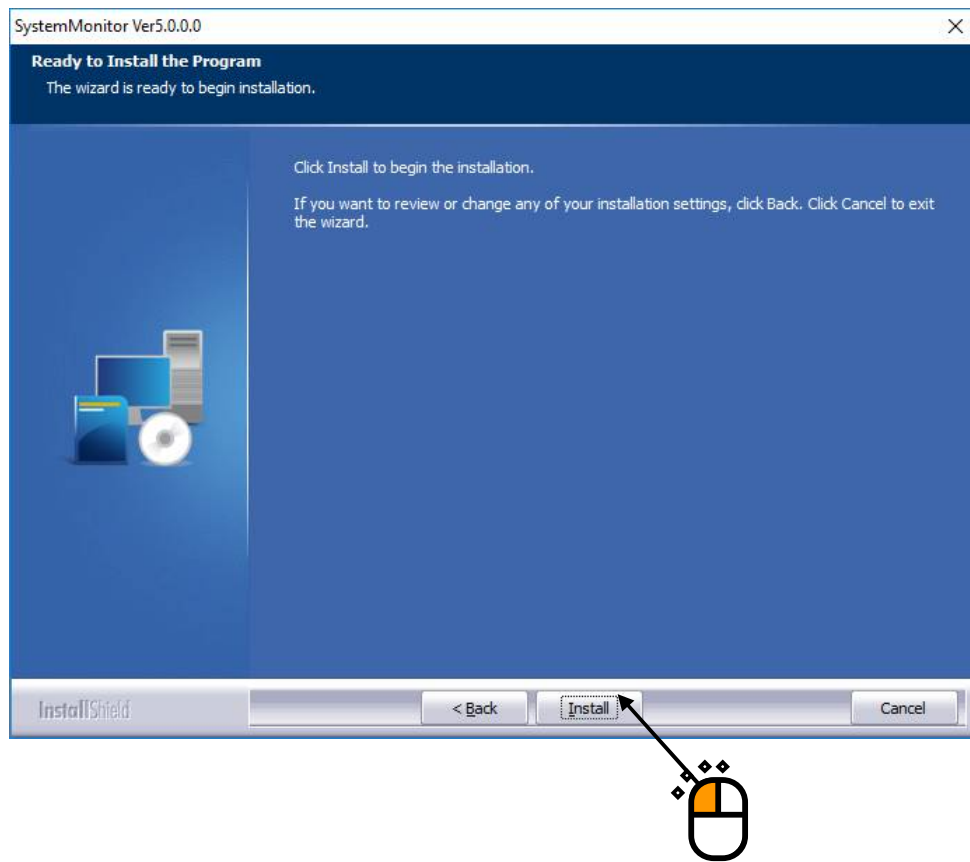 SystemMonitor Ver5.0.0.0
Ready to Install the Program
The wizard is ready to begin installation.
Click Install to begin the installation.
If you want to review or change any of your installation settings, click Back. Click Cancel to exit
the wizard.
InstallShield
< Back
Install
Cancel